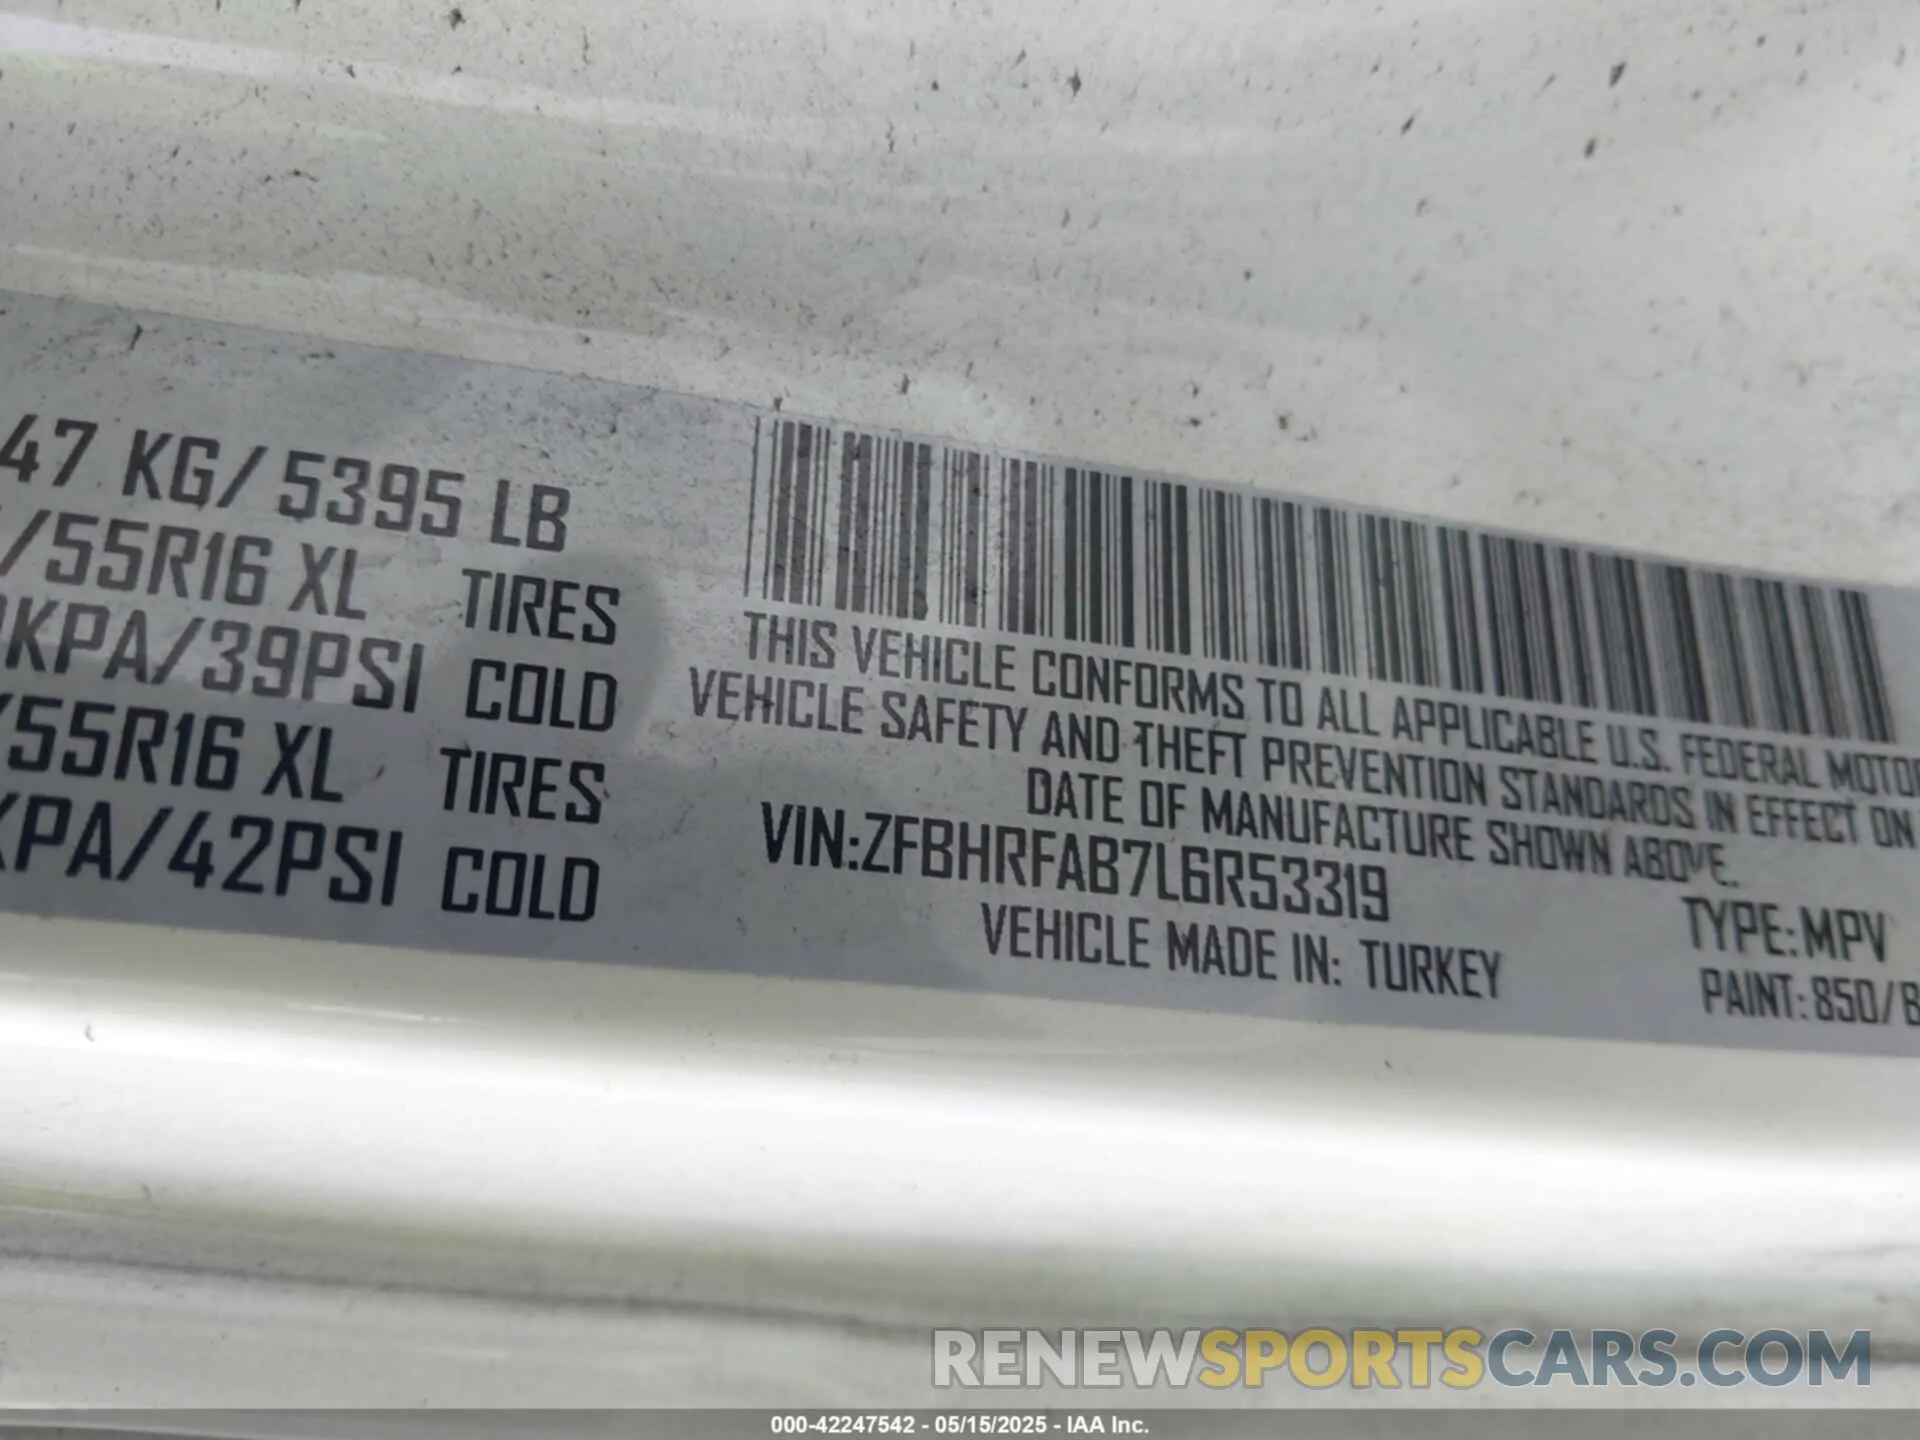 47 KG/ 5395 LB
/55R16 XL TIRES
KPA/39PSI COLD
55R16 XL TIRES
KPA/42PSI COLD
THIS VEHICLE CONFORMS TO ALL APPLICABLE U.S. FEDERAL MOTOR
VEHICLE SAFETY AND THEFT PREVENTION STANDARDS IN EFFECT ON
DATE OF MANUFACTURE SHOWN ABOVE.
VIN:ZFBHRFAB7L6R53319
TYPE:MPV
VEHICLE MADE IN: TURKEY
PAINT:850/
RENEWSPORTSCARS.COM
000-42247542 - 05/15/2025 - IAA Inc.